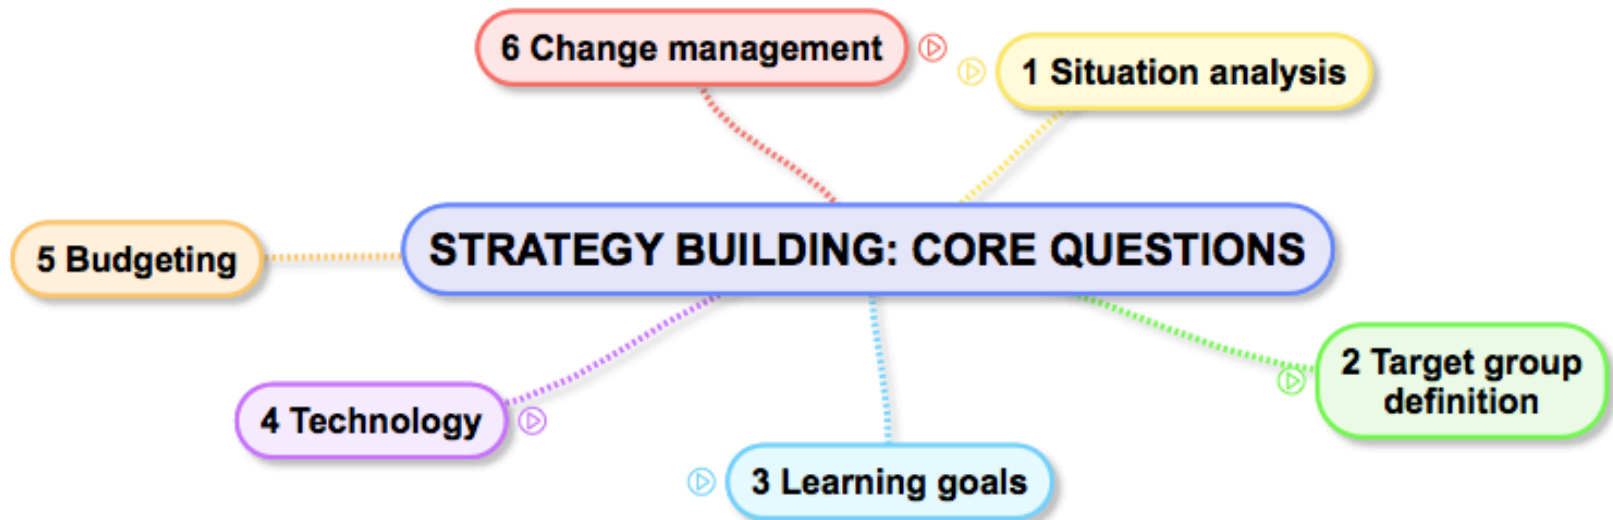 6 Change management
1 Situation analysis
STRATEGY BUILDING: CORE QUESTIONS
5 Budgeting
2 Target group
definition
4 Technology
3 Learning goals